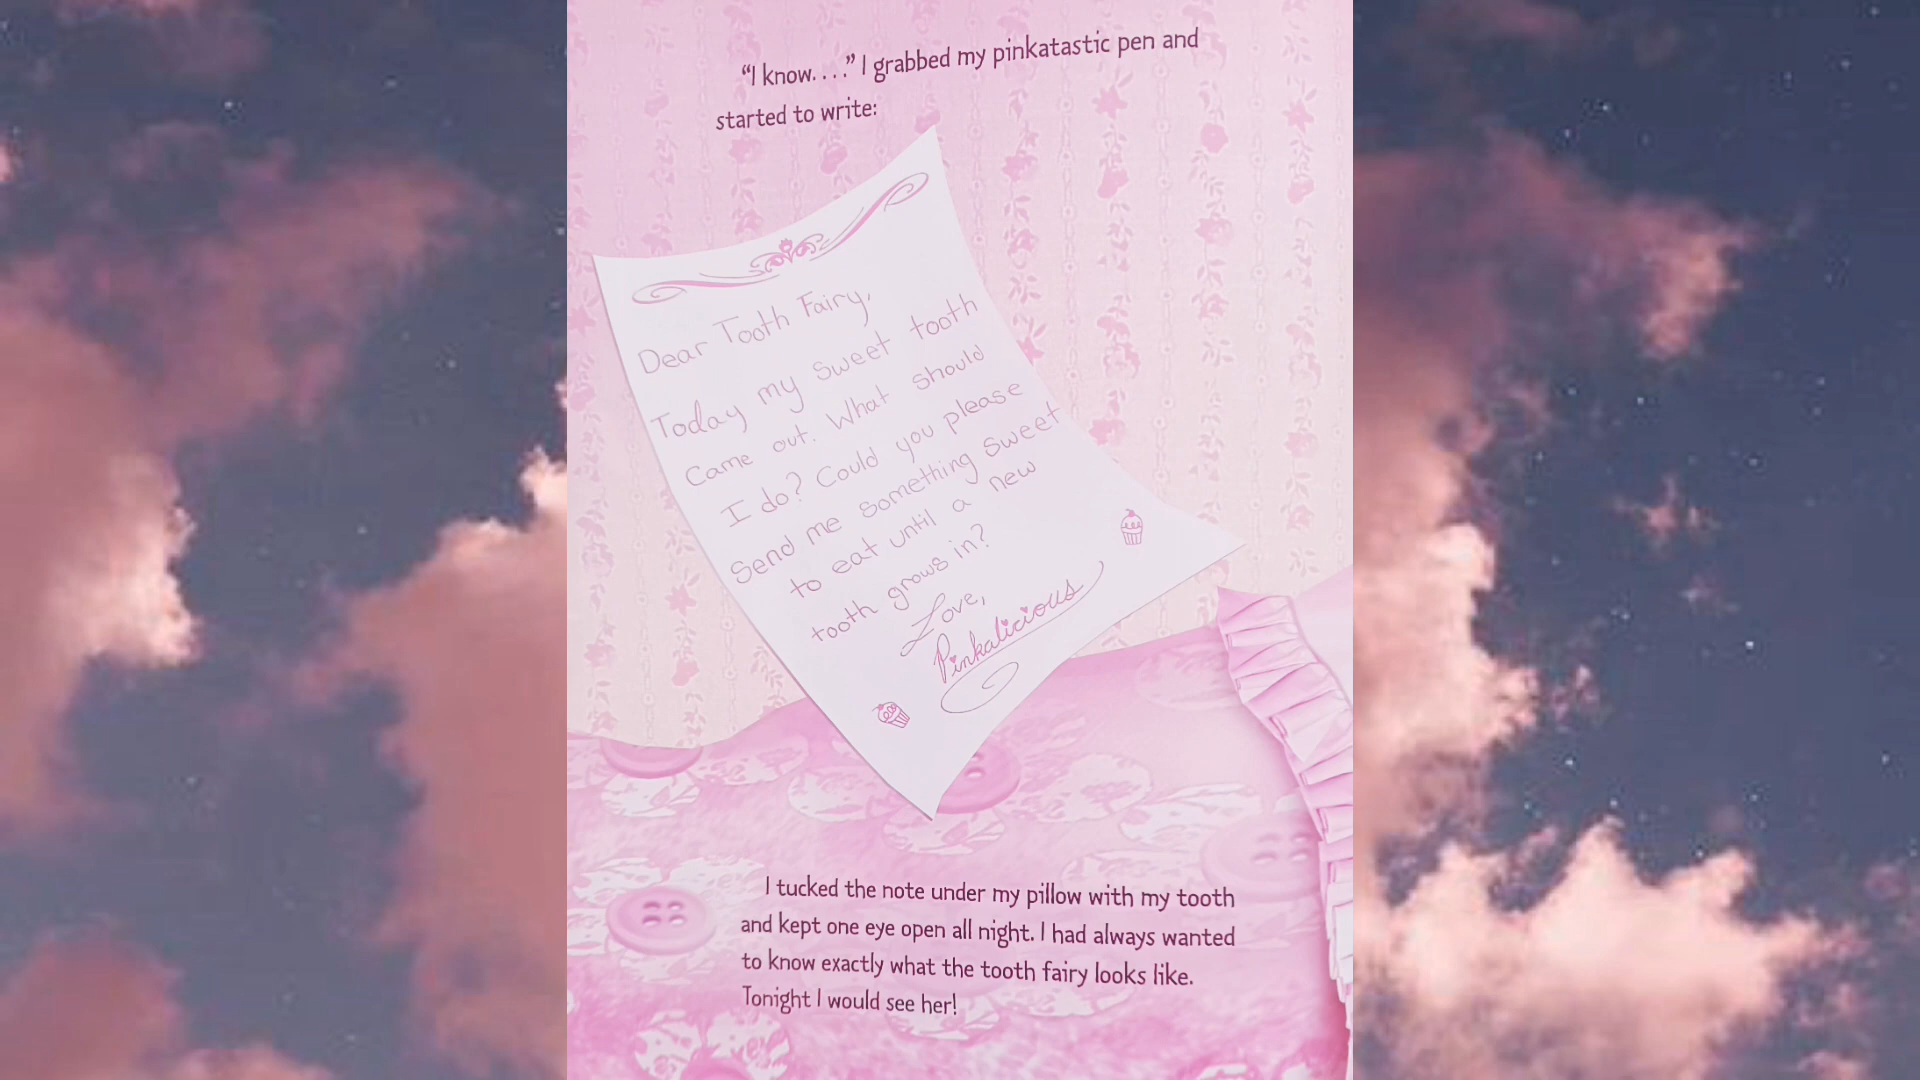 “I know. . . .” I grabbed my pinkatastic pen and
started to write:
Dear Tooth Fairy,
Today my sweet tooth
Came out. What should
I do? Could you please
Send me something sweet
to eat until a new
tooth grows in?
Love,
Pinkalicious
I tucked the note under my pillow with my tooth
and kept one eye open all night. I had always wanted
to know exactly what the tooth fairy looks like.
Tonight I would see her!